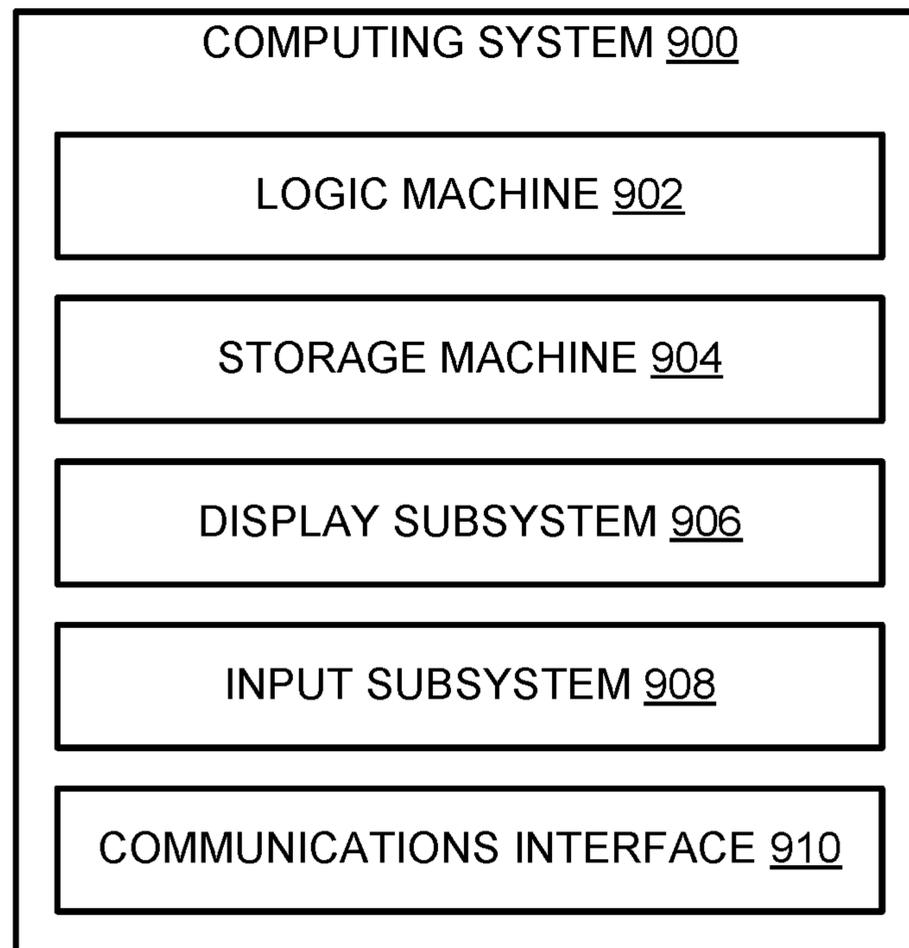 COMPUTING SYSTEM 900
LOGIC MACHINE 902
STORAGE MACHINE 904
DISPLAY SUBSYSTEM 906
INPUT SUBSYSTEM 908
COMMUNICATIONS INTERFACE 910